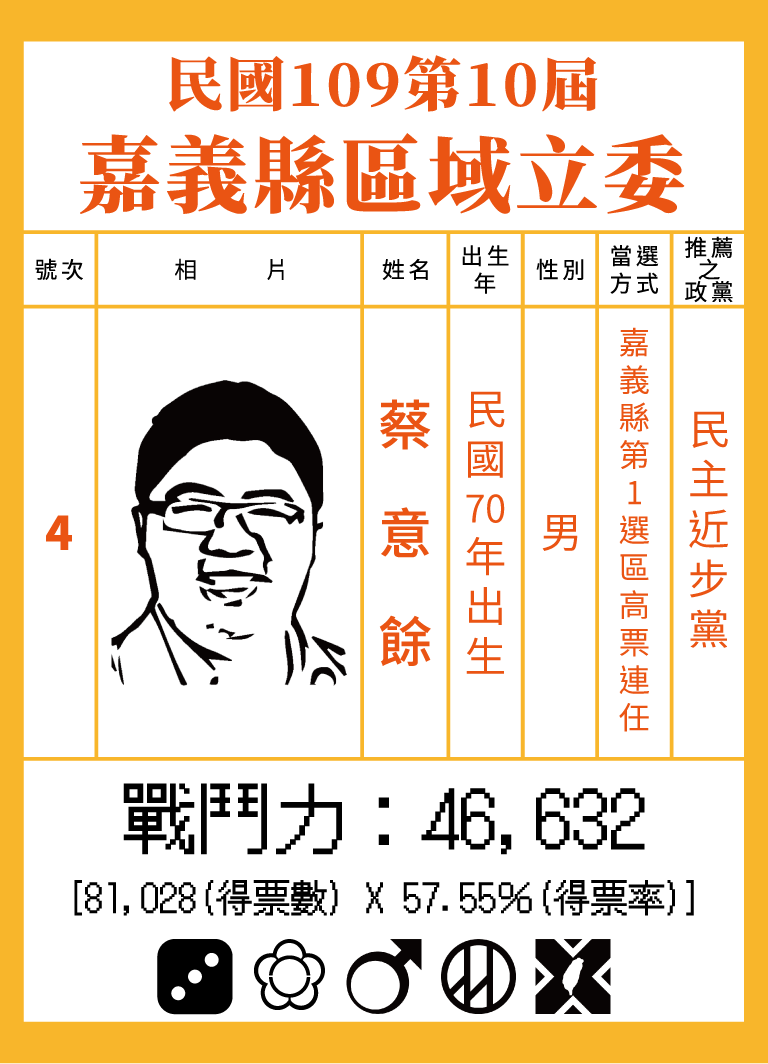 民國109第10屆
嘉義縣區域立委
號次
相 片
姓名
出生
年
性別
當選
方式
推薦
之
政黨
4
蔡意餘
民國70年出生
男
嘉義縣第1選區高票連任
民主近步黨
戰鬥力：46,632
[81,028(得票數) X 57.55%(得票率)]